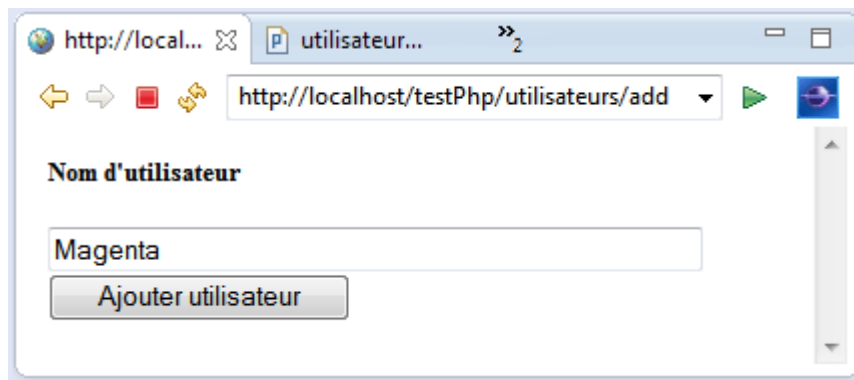 http://local... utilisateur... »2
http://localhost/testPhp/utilisateurs/add
Nom d'utilisateur
Magenta
Ajouter utilisateur